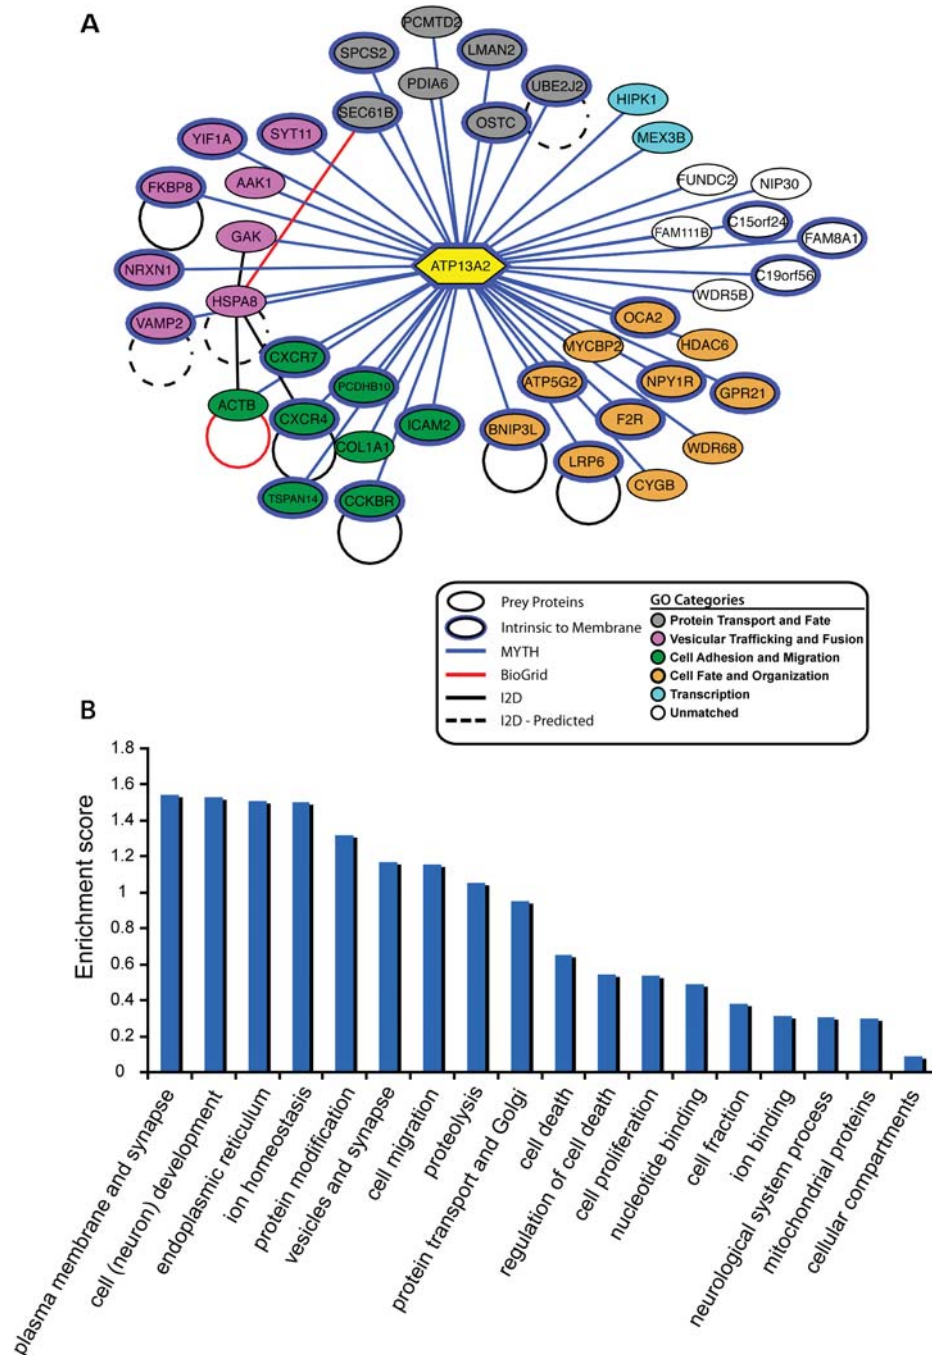 A
PCMTD2
SPCS2
LMAN2
PDIA6
UBE2J2
SEC61B
OSTC
HIPK1
MEX3B
YIF1A
SYT11
FKBP8
AAK1
FUNDC2
NIP30
GAK
FAM111B
C15orf24
FAM8A1
NRXN1
ATP13A2
C19orf56
HSPA8
WDR5B
VAMP2
OCA2
CXCR7
MYCBP2
HDAC6
PCDHB10
ATP5G2
NPY1R
GPR21
ACTB
CXCR4
ICAM2
BNIP3L
F2R
COL1A1
WDR68
LRP6
TSPAN14
CCKBR
CYGB
Prey Proteins
Intrinsic to Membrane
MYTH
BioGrid
I2D
I2D - Predicted
GO Categories
Protein Transport and Fate
Vesicular Trafficking and Fusion
Cell Adhesion and Migration
Cell Fate and Organization
Transcription
Unmatched
B
Enrichment score
1.8
1.6
1.4
1.2
1
0.8
0.6
0.4
0.2
0
plasma membrane and synapse
cell (neuron) development
endoplasmic reticulum
ion homeostasis
protein modification
vesicles and synapse
cell migration
proteolysis
protein transport and Golgi
cell death
regulation of cell death
cell proliferation
nucleotide binding
cell fraction
ion binding
neurological system process
mitochondrial proteins
cellular compartments